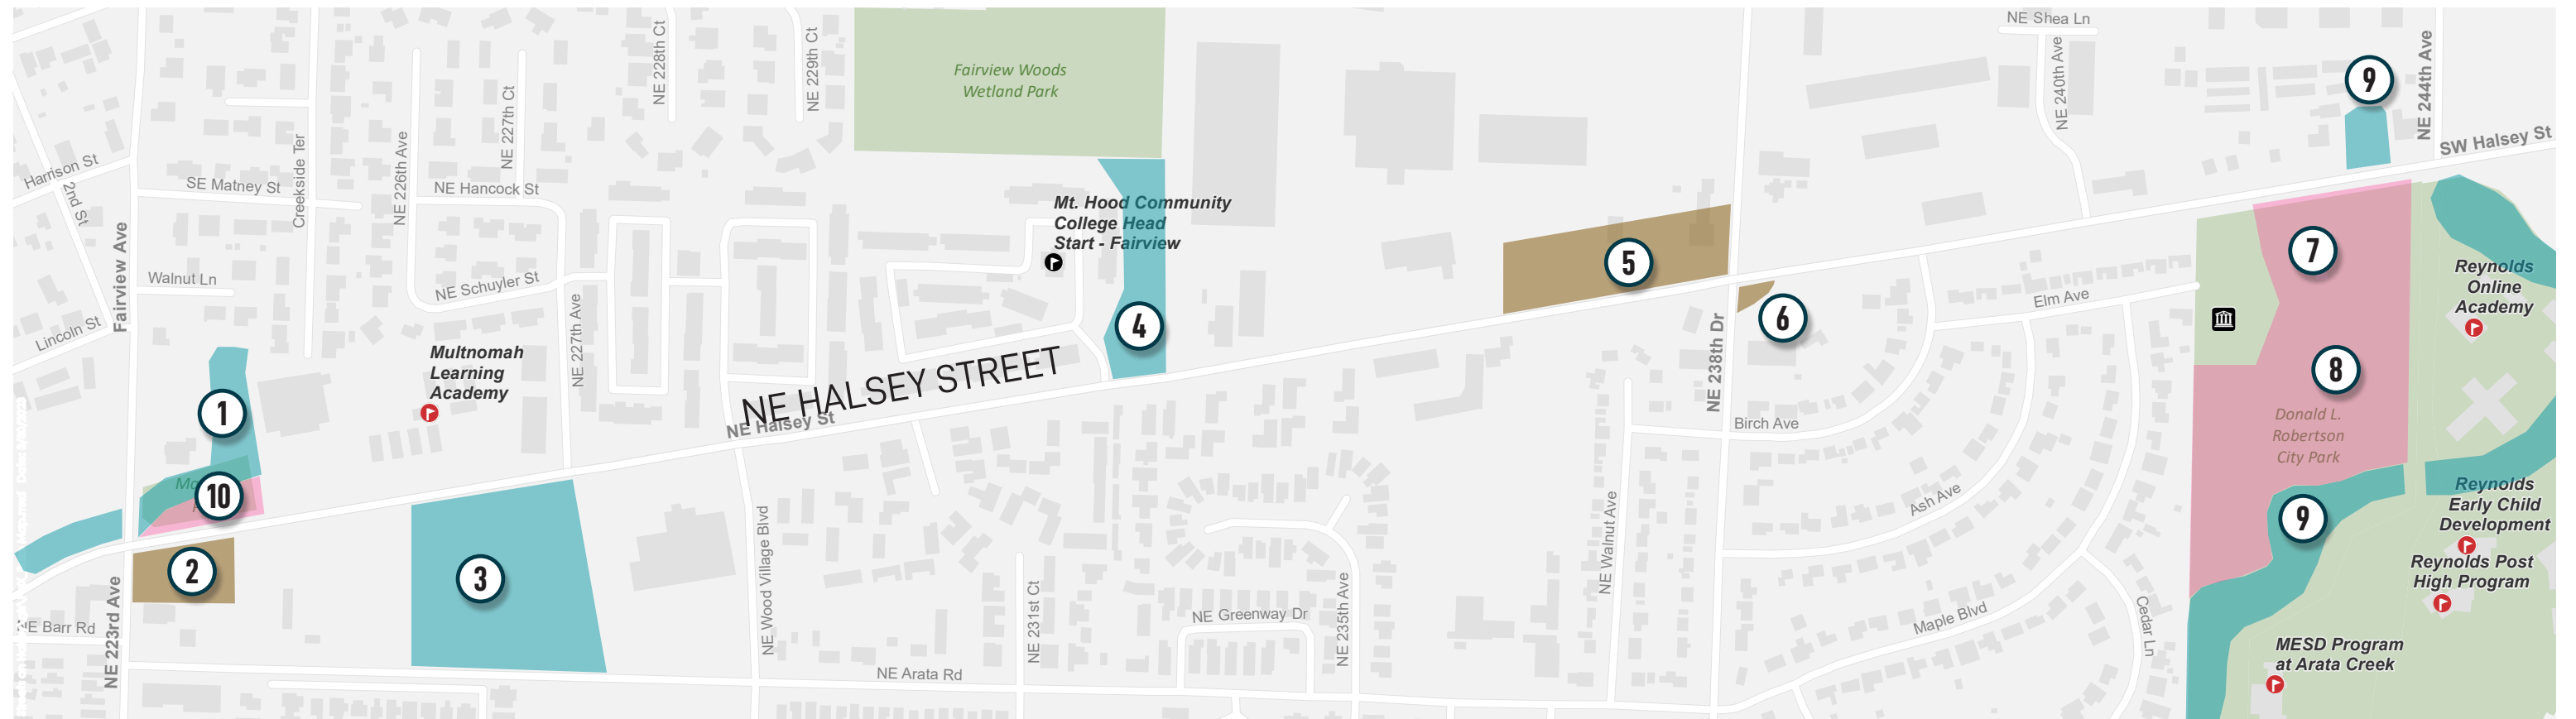 NE Shea Ln
NE 228th Ct
NE 229th Ct
NE 244th Ave
NE 240th Ave
Fairview Woods
Wetland Park
9
SW Halsey St
NE 227th Ct
Creekside Ter
NE 226th Ave
Harrison St
2nd St
SE Matney St
NE Hancock St
Mt. Hood Community
College Head
Start - Fairview
5
7
Fairview Ave
Walnut Ln
NE Schuyler St
NE 227th Ave
Lincoln St
4
6
NE 238th Dr
Elm Ave
Reynolds
Online
Academy
Multnomah
Learning
Academy
1
NE HALSEY STREET
NE Halsey St
8
Birch Ave
Donald L.
Robertson
City Park
10
Ash Ave
NE Walnut Ave
9
Reynolds
Early Child
Development
Reynolds Post
High Program
2
3
NE Wood Village Blvd
NE 231st Ct
NE Greenway Dr
NE 235th Ave
Maple Blvd
Cedar Ln
NE Barr Rd
NE 223rd Ave
NE Arata Rd
MESD Program
at Arata Creek